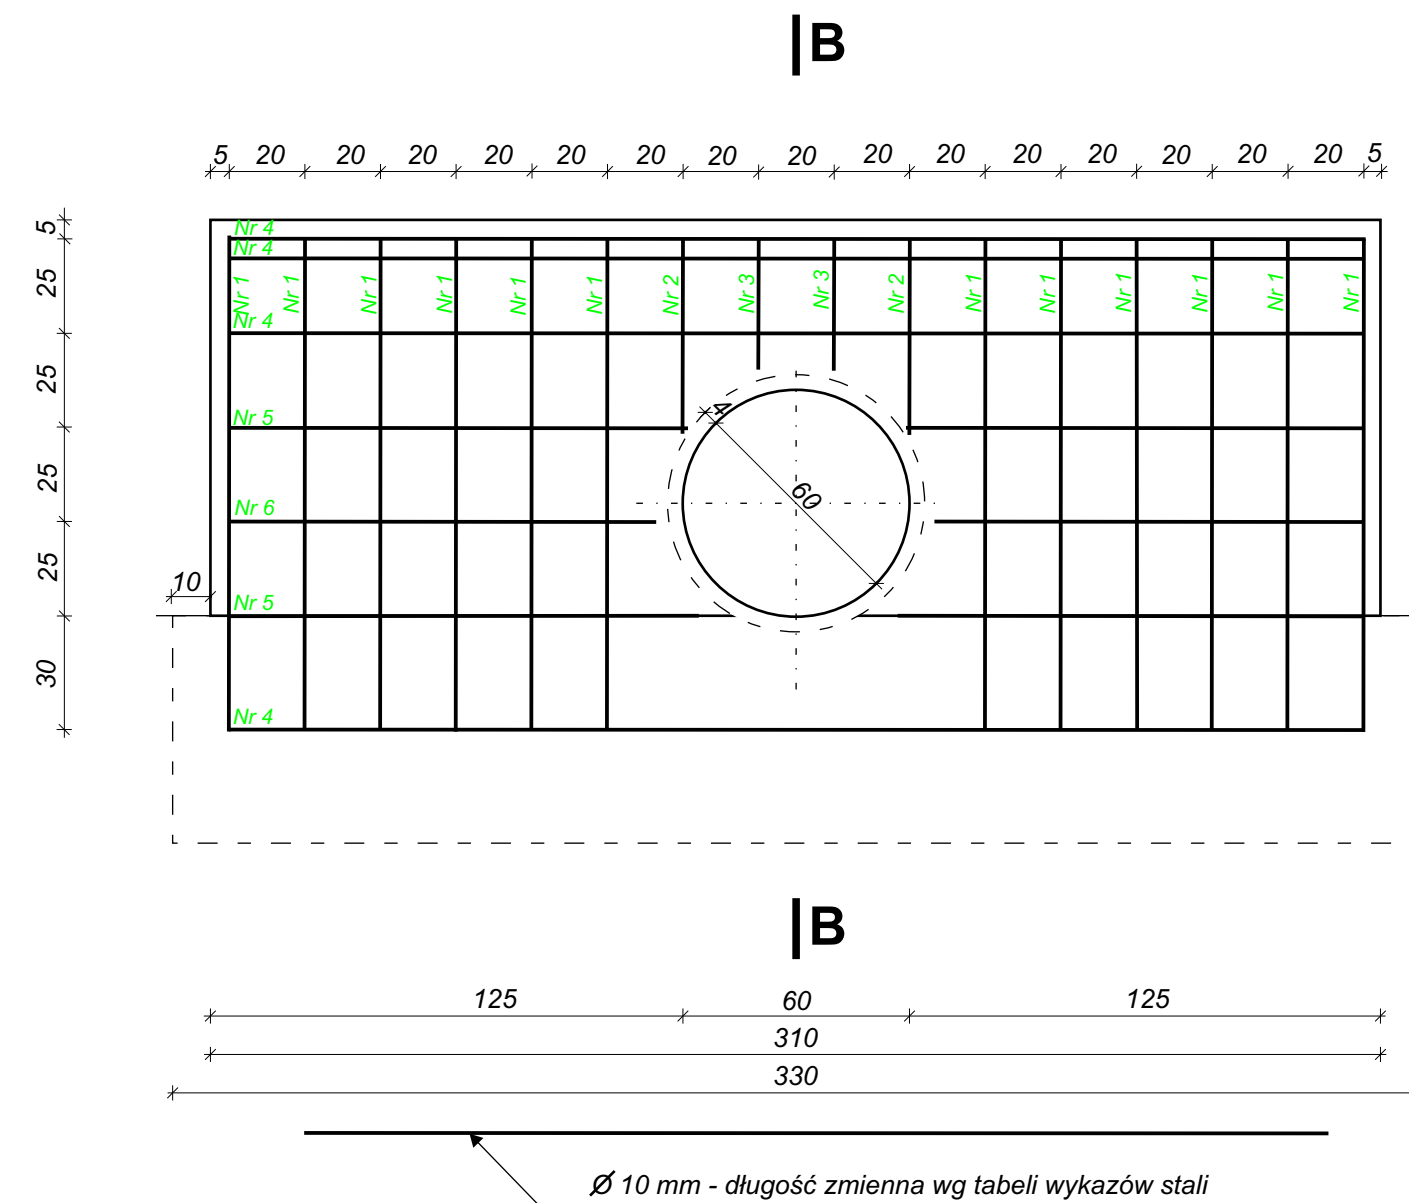 B
5 20 20 20 20 20 20 20 20 20 20 20 20 20 20 20 5
5
25
25
25
25
30
10
Nr 4
Nr 4
Nr 1 Nr 1 Nr 1 Nr 1 Nr 1 Nr 1 Nr 2 Nr 3 Nr 3 Nr 2 Nr 1 Nr 1 Nr 1 Nr 1 Nr 1 Nr 1
Nr 4
Nr 5
4
60
Nr 6
Nr 5
Nr 4
B
125 60 125
310
330
Ø 10 mm - długość zmienna wg tabeli wykazów stali